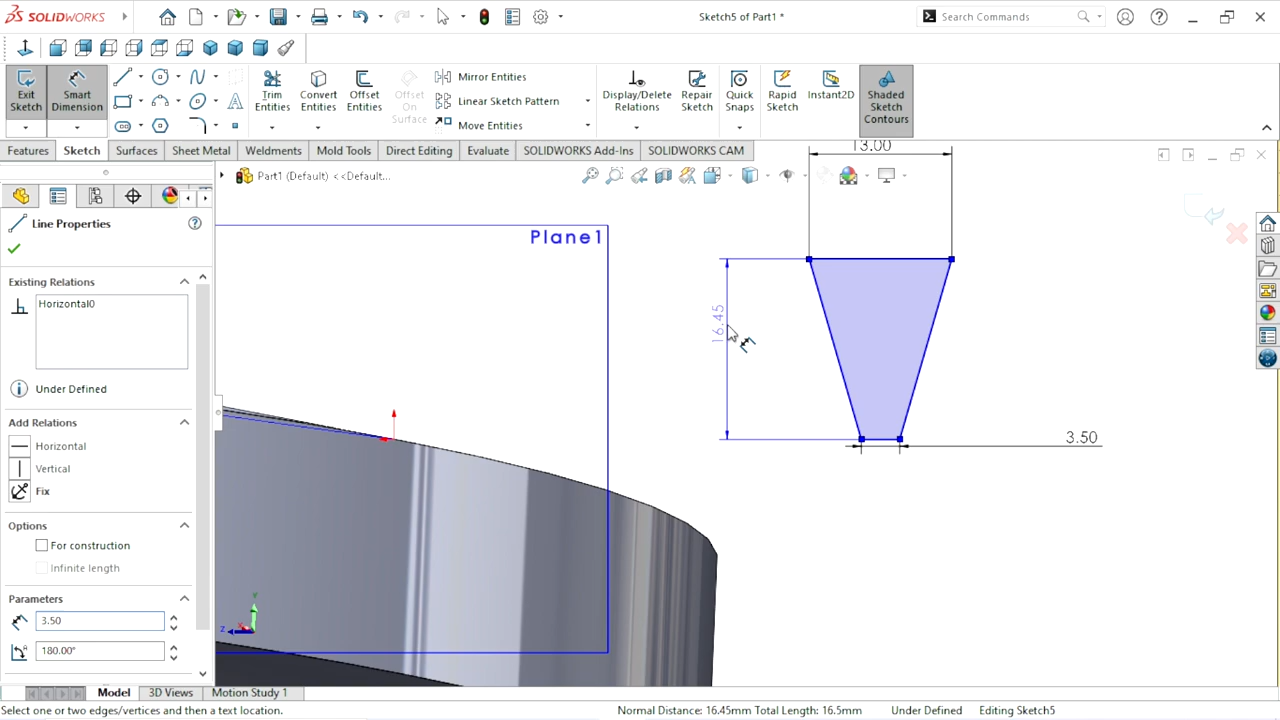 SOLIDWORKS
Sketch5 of Part1 *
Search Commands
Exit Sketch
Smart Dimension
Trim Entities
Convert Entities
Offset Entities
Offset On Surface
Mirror Entities
Linear Sketch Pattern
Move Entities
Display/Delete Relations
Repair Sketch
Quick Snaps
Rapid Sketch
Instant2D
Shaded Sketch Contours
Features
Sketch
Surfaces
Sheet Metal
Weldments
Mold Tools
Direct Editing
Evaluate
SOLIDWORKS Add-Ins
SOLIDWORKS CAM
Part1 (Default) <<Default...
Line Properties
Existing Relations
Horizontal0
Under Defined
Add Relations
Horizontal
Vertical
Fix
Options
For construction
Infinite length
Parameters
3.50
180.00°
Plane1
13.00
16.45
3.50
Y
Z
X
Model
3D Views
Motion Study 1
Select one or two edges/vertices and then a text location.
Normal Distance: 16.45mm Total Length: 16.5mm
Under Defined
Editing Sketch5